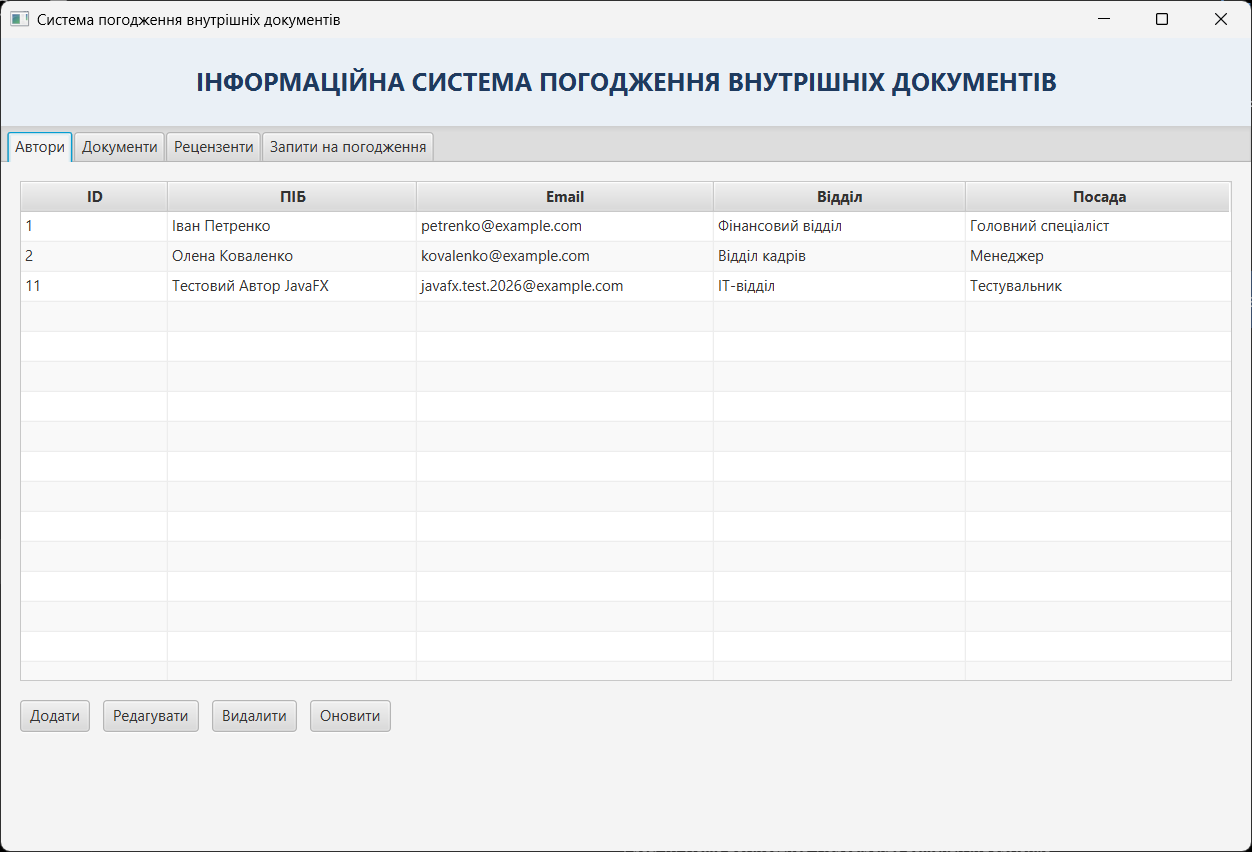 Система погодження внутрішніх документів
ІНФОРМАЦІЙНА СИСТЕМА ПОГОДЖЕННЯ ВНУТРІШНІХ ДОКУМЕНТІВ
Автори Документи Рецензенти Запити на погодження
ID ПІБ Email Відділ Посада
1 Іван Петренко petrenko@example.com Фінансовий відділ Головний спеціаліст
2 Олена Коваленко kovalenko@example.com Відділ кадрів Менеджер
11 Тестовий Автор JavaFX javafx.test.2026@example.com ІТ-відділ Тестувальник
Додати Редагувати Видалити Оновити